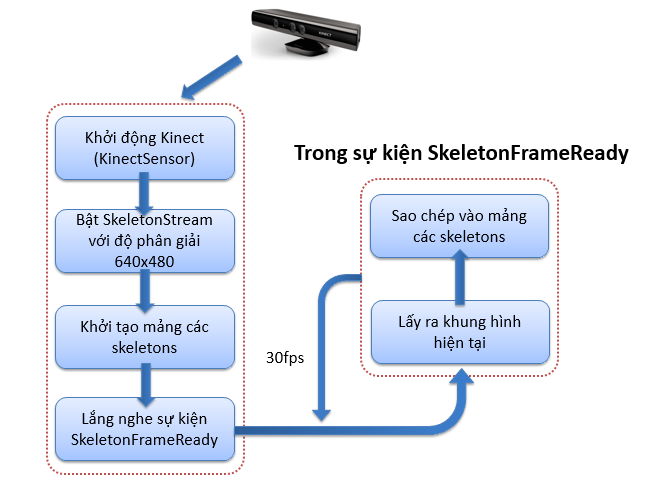 KINECT
Khởi động Kinect
(KinectSensor)
Bật SkeletonStream
với độ phân giải
640x480
Khởi tạo mảng các
skeletons
Lắng nghe sự kiện
SkeletonFrameReady
Trong sự kiện SkeletonFrameReady
Sao chép vào mảng
các skeletons
Lấy ra khung hình
hiện tại
30fps